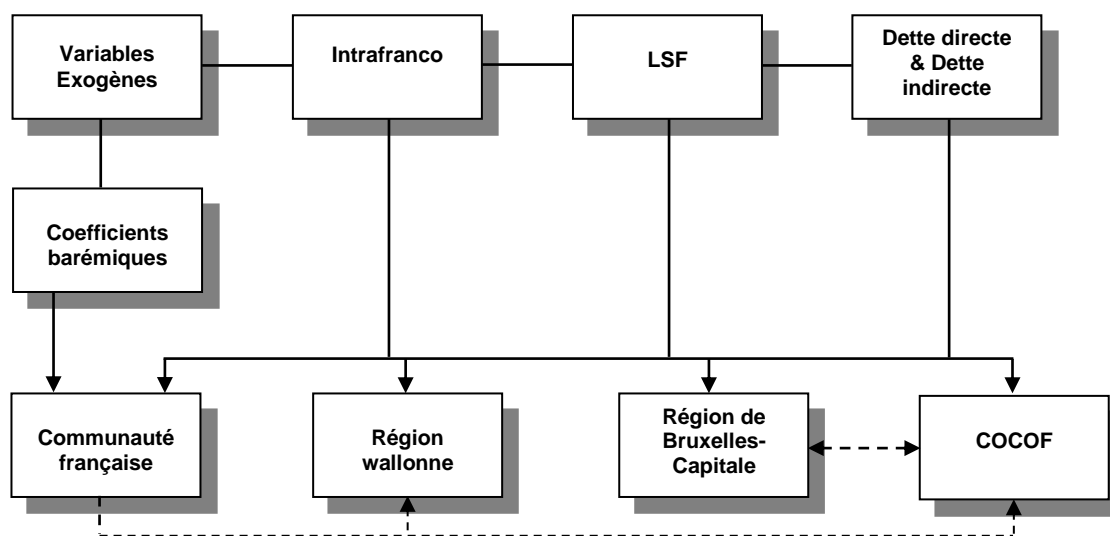 Variables
Exogènes
Intrafranco
LSF
Dette directe
& Dette
indirecte
Coefficients
barémiques
Communauté
française
Région
wallonne
Région de
Bruxelles-
Capitale
COCOF